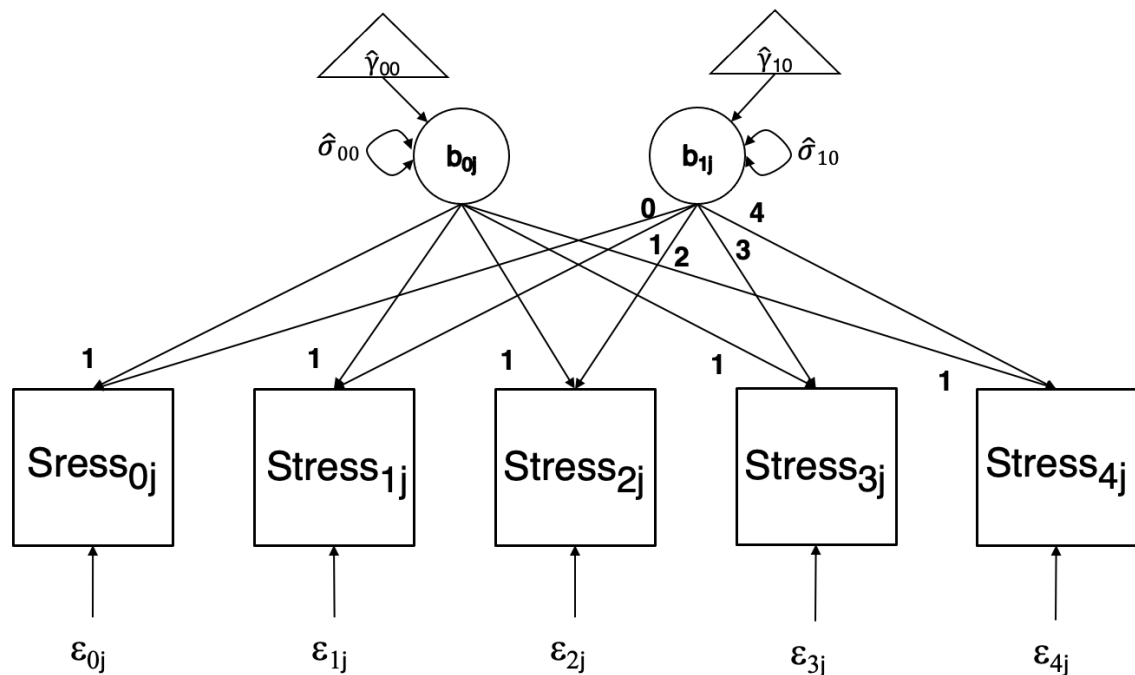 γ̂₀₀ γ̂₁₀
σ̂₀₀ b₀ⱼ b₁ⱼ σ̂₁₀
0 4
1 2 3
1 1 1 1 1
Sress₀ⱼ Stress₁ⱼ Stress₂ⱼ Stress₃ⱼ Stress₄ⱼ
ε₀ⱼ ε₁ⱼ ε₂ⱼ ε₃ⱼ ε₄ⱼ